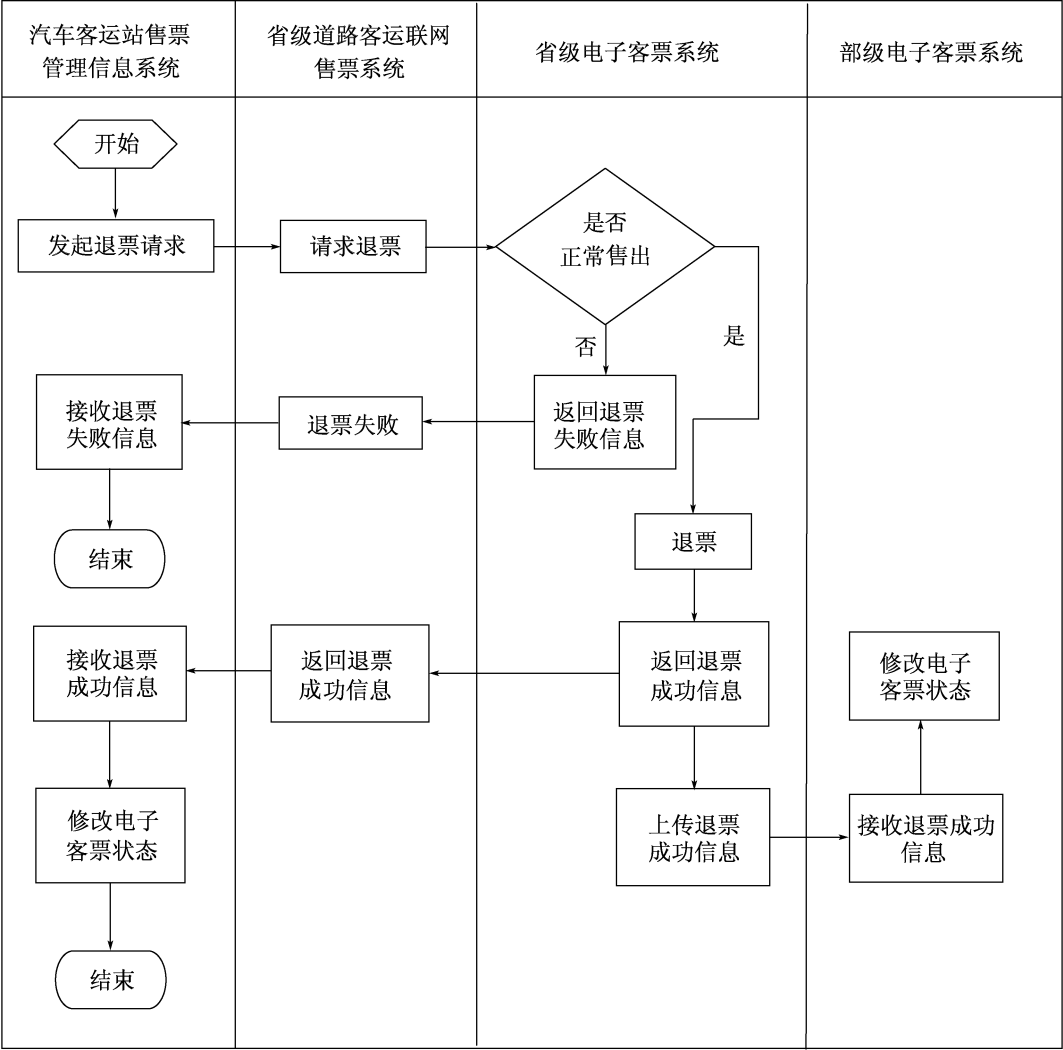 汽车客运站售票
管理信息系统
省级道路客运联网
售票系统
省级电子客票系统
部级电子客票系统
开始
发起退票请求
请求退票
是否
正常售出
否
是
接收退票
失败信息
退票失败
返回退票
失败信息
结束
退票
接收退票
成功信息
返回退票
成功信息
返回退票
成功信息
修改电子
客票状态
修改电子
客票状态
上传退票
成功信息
接收退票成功
信息
结束